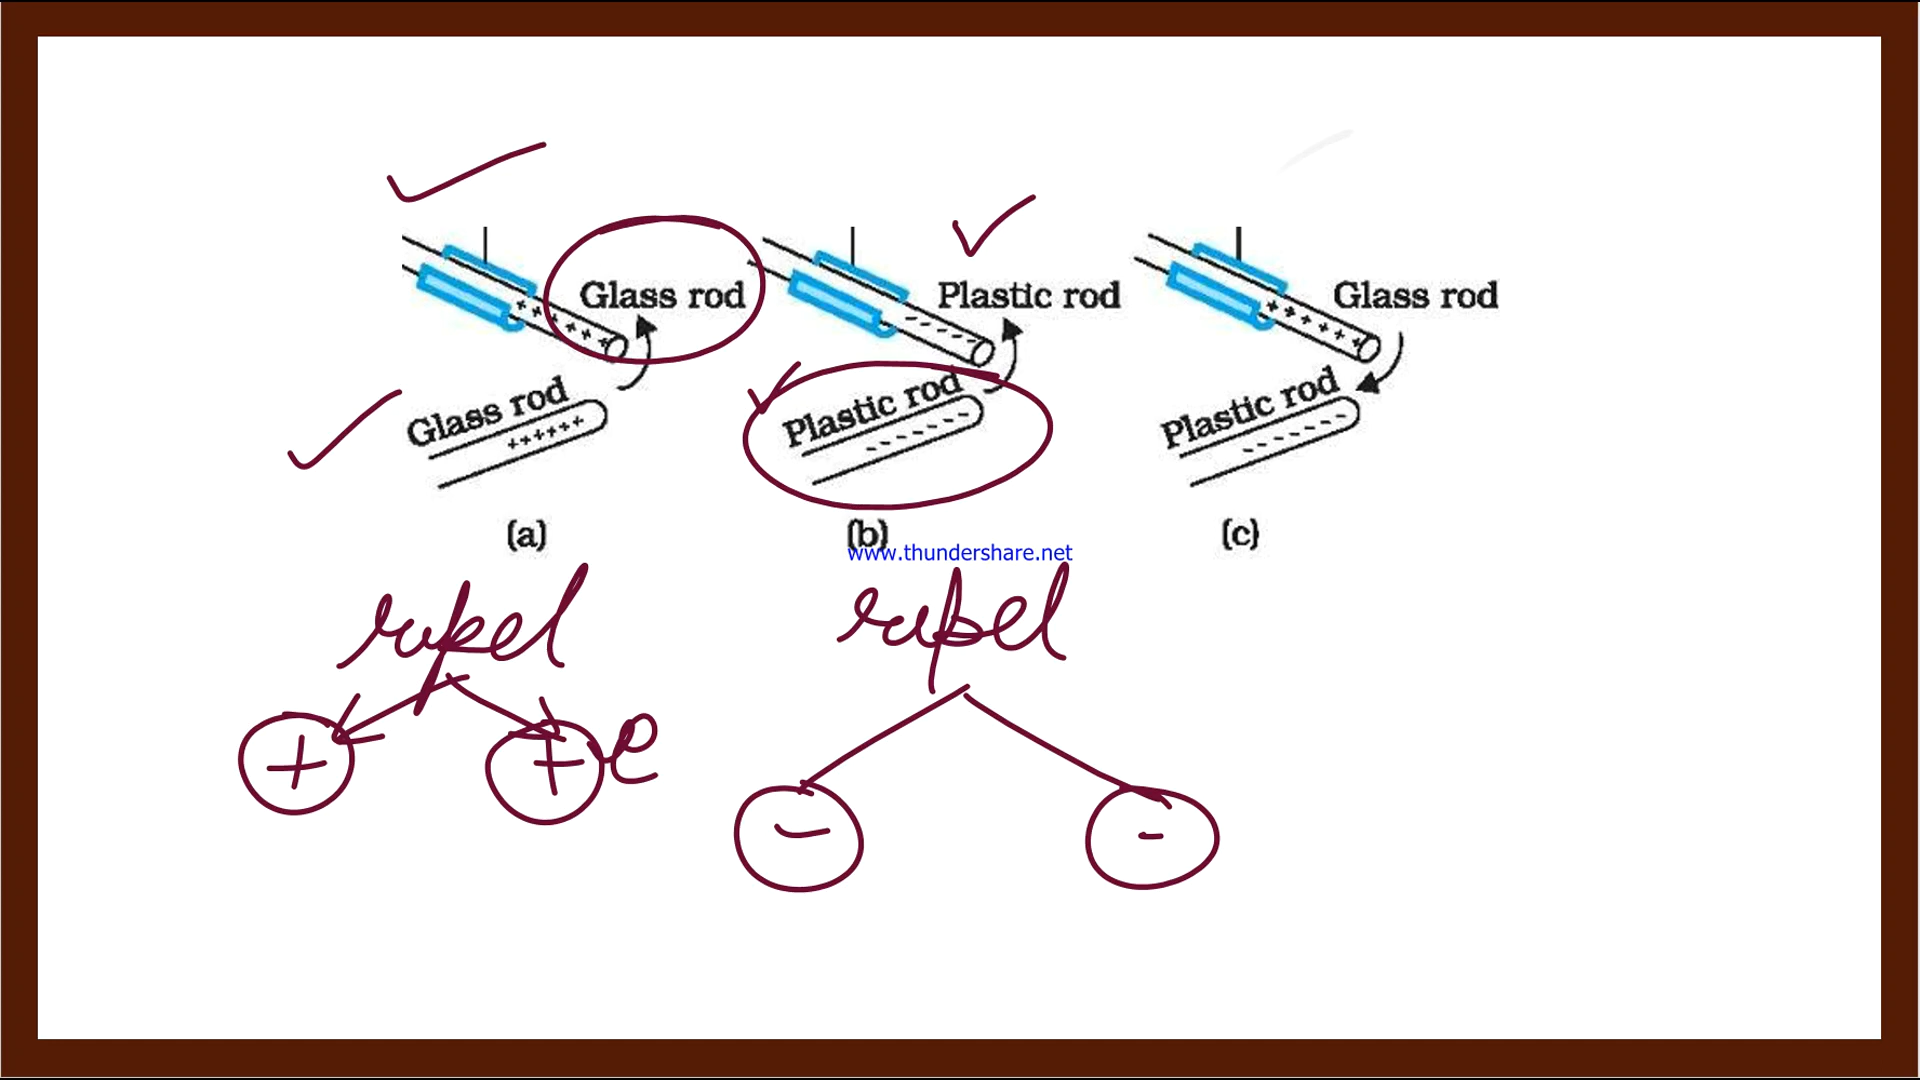 Glass rod
Plastic rod
Glass rod
+ + + + + +
- - - - -
+ + + + + +
Glass rod
Plastic rod
Plastic rod
++++++
- - - - - - -
- - - - - - -
(a)
(b)
(c)
www.thundershare.net
repel
repel
+
+e
-
-